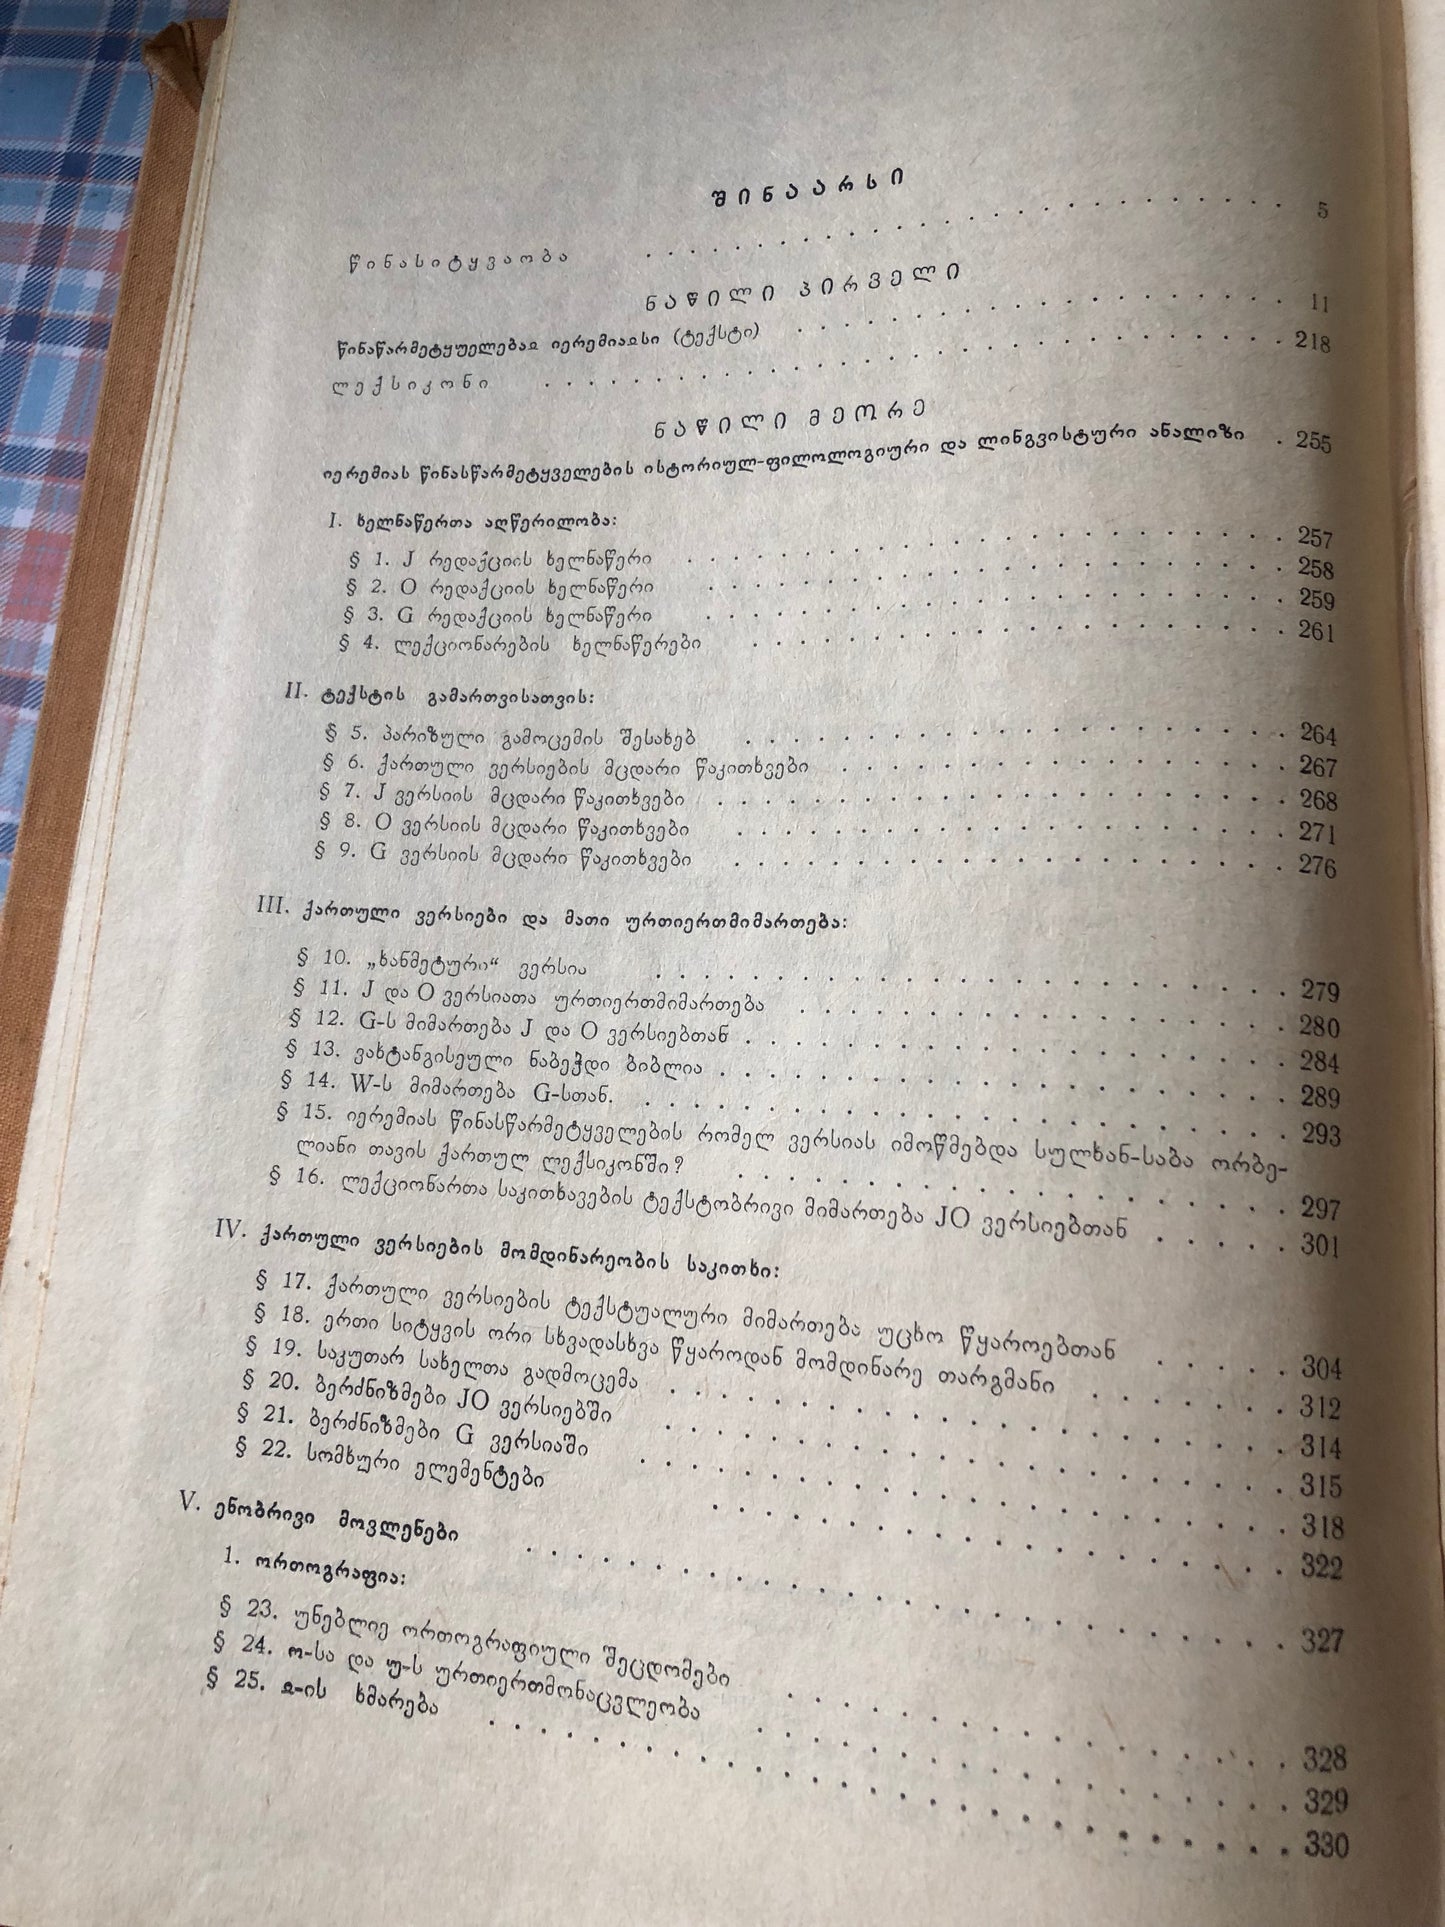 შინაარსი
წინასიტყვაობა . . . . . . . . . . . . . . . . . . . . 5
ნაწილი პირველი
წინაწარმეტყუელებაჲ იერემიაჲსი (ტექსტი) . . . . . . . . . . . . . . . . 11
ლექსიკონი . . . . . . . . . . . . . . . . . . . . 218
ნაწილი მეორე
იერემიას წინასწარმეტყველების ისტორიულ-ფილოლოგიური და ლინგვისტური ანალიზი . 255
I. ხელნაწერთა აღწერილობა:
§ 1. J რედაქციის ხელნაწერი . . . . . . . . . . . . . . . . 257
§ 2. O რედაქციის ხელნაწერი . . . . . . . . . . . . . . . . 258
§ 3. G რედაქციის ხელნაწერი . . . . . . . . . . . . . . . . 259
§ 4. ლექციონარების ხელნაწერები . . . . . . . . . . . . . . . . 261
II. ტექსტის გამართვისათვის:
§ 5. პარიზული გამოცემის შესახებ . . . . . . . . . . . . . . . . 264
§ 6. ქართული ვერსიების მცდარი წაკითხვები . . . . . . . . . . . . . . 267
§ 7. J ვერსიის მცდარი წაკითხვები . . . . . . . . . . . . . . . . 268
§ 8. O ვერსიის მცდარი წაკითხვები . . . . . . . . . . . . . . . . 271
§ 9. G ვერსიის მცდარი წაკითხვები . . . . . . . . . . . . . . . . 276
III. ქართული ვერსიები და მათი ურთიერთმიმართება:
§ 10. „ხანმეტური“ ვერსია . . . . . . . . . . . . . . . . 279
§ 11. J და O ვერსიათა ურთიერთმიმართება . . . . . . . . . . . . . . 280
§ 12. G-ს მიმართება J და O ვერსიებთან . . . . . . . . . . . . . . 284
§ 13. ვახტანგისეული ნაბეჭდი ბიბლია . . . . . . . . . . . . . . . . 289
§ 14. W-ს მიმართება G-სთან. . . . . . . . . . . . . . . . . 293
§ 15. იერემიას წინასწარმეტყველების რომელ ვერსიას იმოწმებდა სულხან-საბა ორბე-
ლიანი თავის ქართულ ლექსიკონში? . . . . . . . . . . . . . . . . 297
§ 16. ლექციონართა საკითხავების ტექსტობრივი მიმართება JO ვერსიებთან . . . . . 301
IV. ქართული ვერსიების მომდინარეობის საკითხი:
§ 17. ქართული ვერსიების ტექსტუალური მიმართება უცხო წყაროებთან . . . . . 304
§ 18. ერთი სიტყვის ორი სხვადასხვა წყაროდან მომდინარე თარგმანი . . . . . . 312
§ 19. საკუთარ სახელთა გადმოცემა . . . . . . . . . . . . . . . . 314
§ 20. ბერძნიზმები JO ვერსიებში . . . . . . . . . . . . . . . . 315
§ 21. ბერძნიზმები G ვერსიაში . . . . . . . . . . . . . . . . 318
§ 22. სომხური ელემენტები . . . . . . . . . . . . . . . . 322
V. ენობრივი მოვლენები . . . . . . . . . . . . . . . . 327
1. ორთოგრაფია:
§ 23. უნებლიე ორთოგრაფიული შეცდომები . . . . . . . . . . . . . . 328
§ 24. ო-სა და უ-ს ურთიერთმონაცვლეობა . . . . . . . . . . . . . . 329
§ 25. ჲ-ის ხმარება . . . . . . . . . . . . . . . . 330